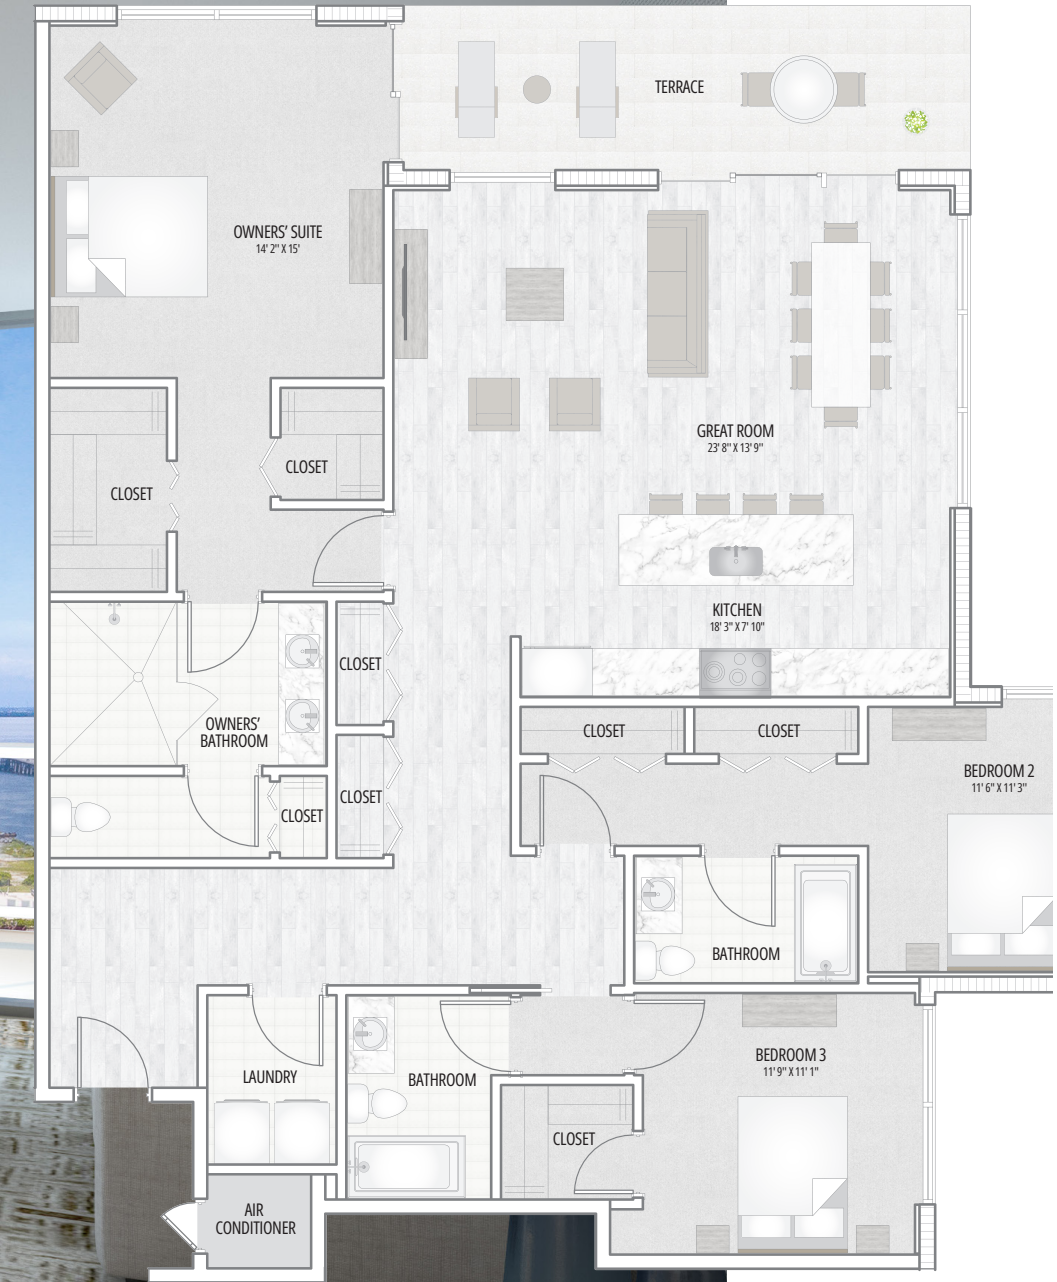 TERRACE
OWNERS' SUITE
14' 2" X 15'
GREAT ROOM
23' 8" X 13' 9"
CLOSET
CLOSET
KITCHEN
18' 3" X 7' 10"
CLOSET
OWNERS'
BATHROOM
CLOSET
CLOSET
CLOSET
CLOSET
CLOSET
BEDROOM 2
11' 6" X 11' 3"
BATHROOM
BEDROOM 3
11' 9" X 11' 1"
LAUNDRY
BATHROOM
CLOSET
AIR
CONDITIONER